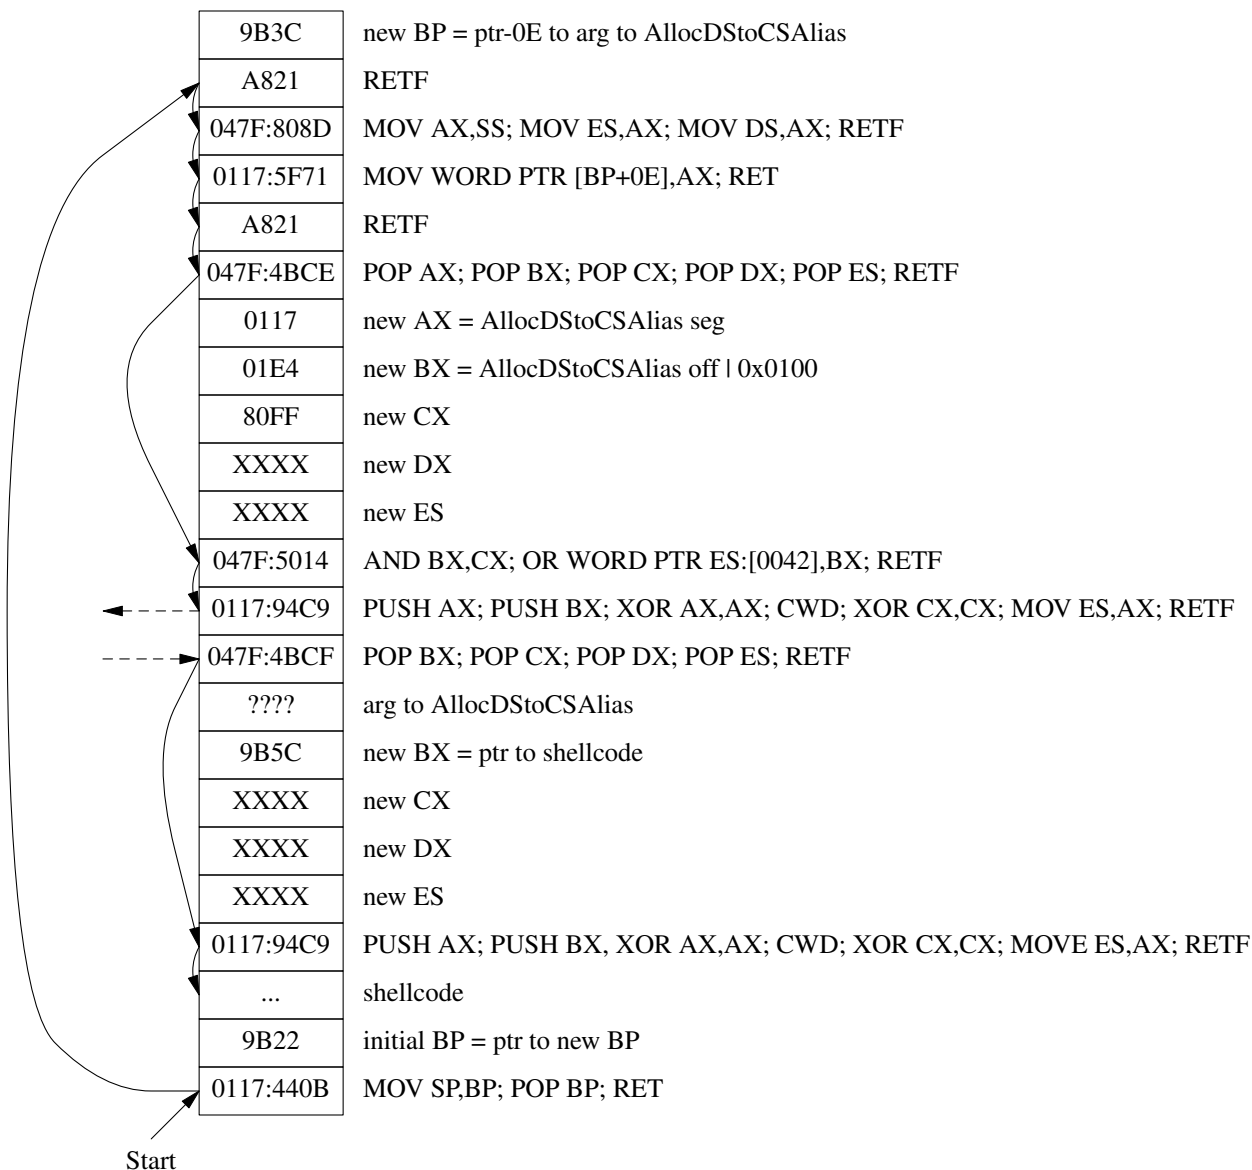 9B3C new BP = ptr-0E to arg to AllocDStoCSAlias
A821 RETF
047F:808D MOV AX,SS; MOV ES,AX; MOV DS,AX; RETF
0117:5F71 MOV WORD PTR [BP+0E],AX; RET
A821 RETF
047F:4BCE POP AX; POP BX; POP CX; POP DX; POP ES; RETF
0117 new AX = AllocDStoCSAlias seg
01E4 new BX = AllocDStoCSAlias off | 0x0100
80FF new CX
XXXX new DX
XXXX new ES
047F:5014 AND BX,CX; OR WORD PTR ES:[0042],BX; RETF
0117:94C9 PUSH AX; PUSH BX; XOR AX,AX; CWD; XOR CX,CX; MOV ES,AX; RETF
047F:4BCF POP BX; POP CX; POP DX; POP ES; RETF
???? arg to AllocDStoCSAlias
9B5C new BX = ptr to shellcode
XXXX new CX
XXXX new DX
XXXX new ES
0117:94C9 PUSH AX; PUSH BX, XOR AX,AX; CWD; XOR CX,CX; MOVE ES,AX; RETF
... shellcode
9B22 initial BP = ptr to new BP
0117:440B MOV SP,BP; POP BP; RET
Start